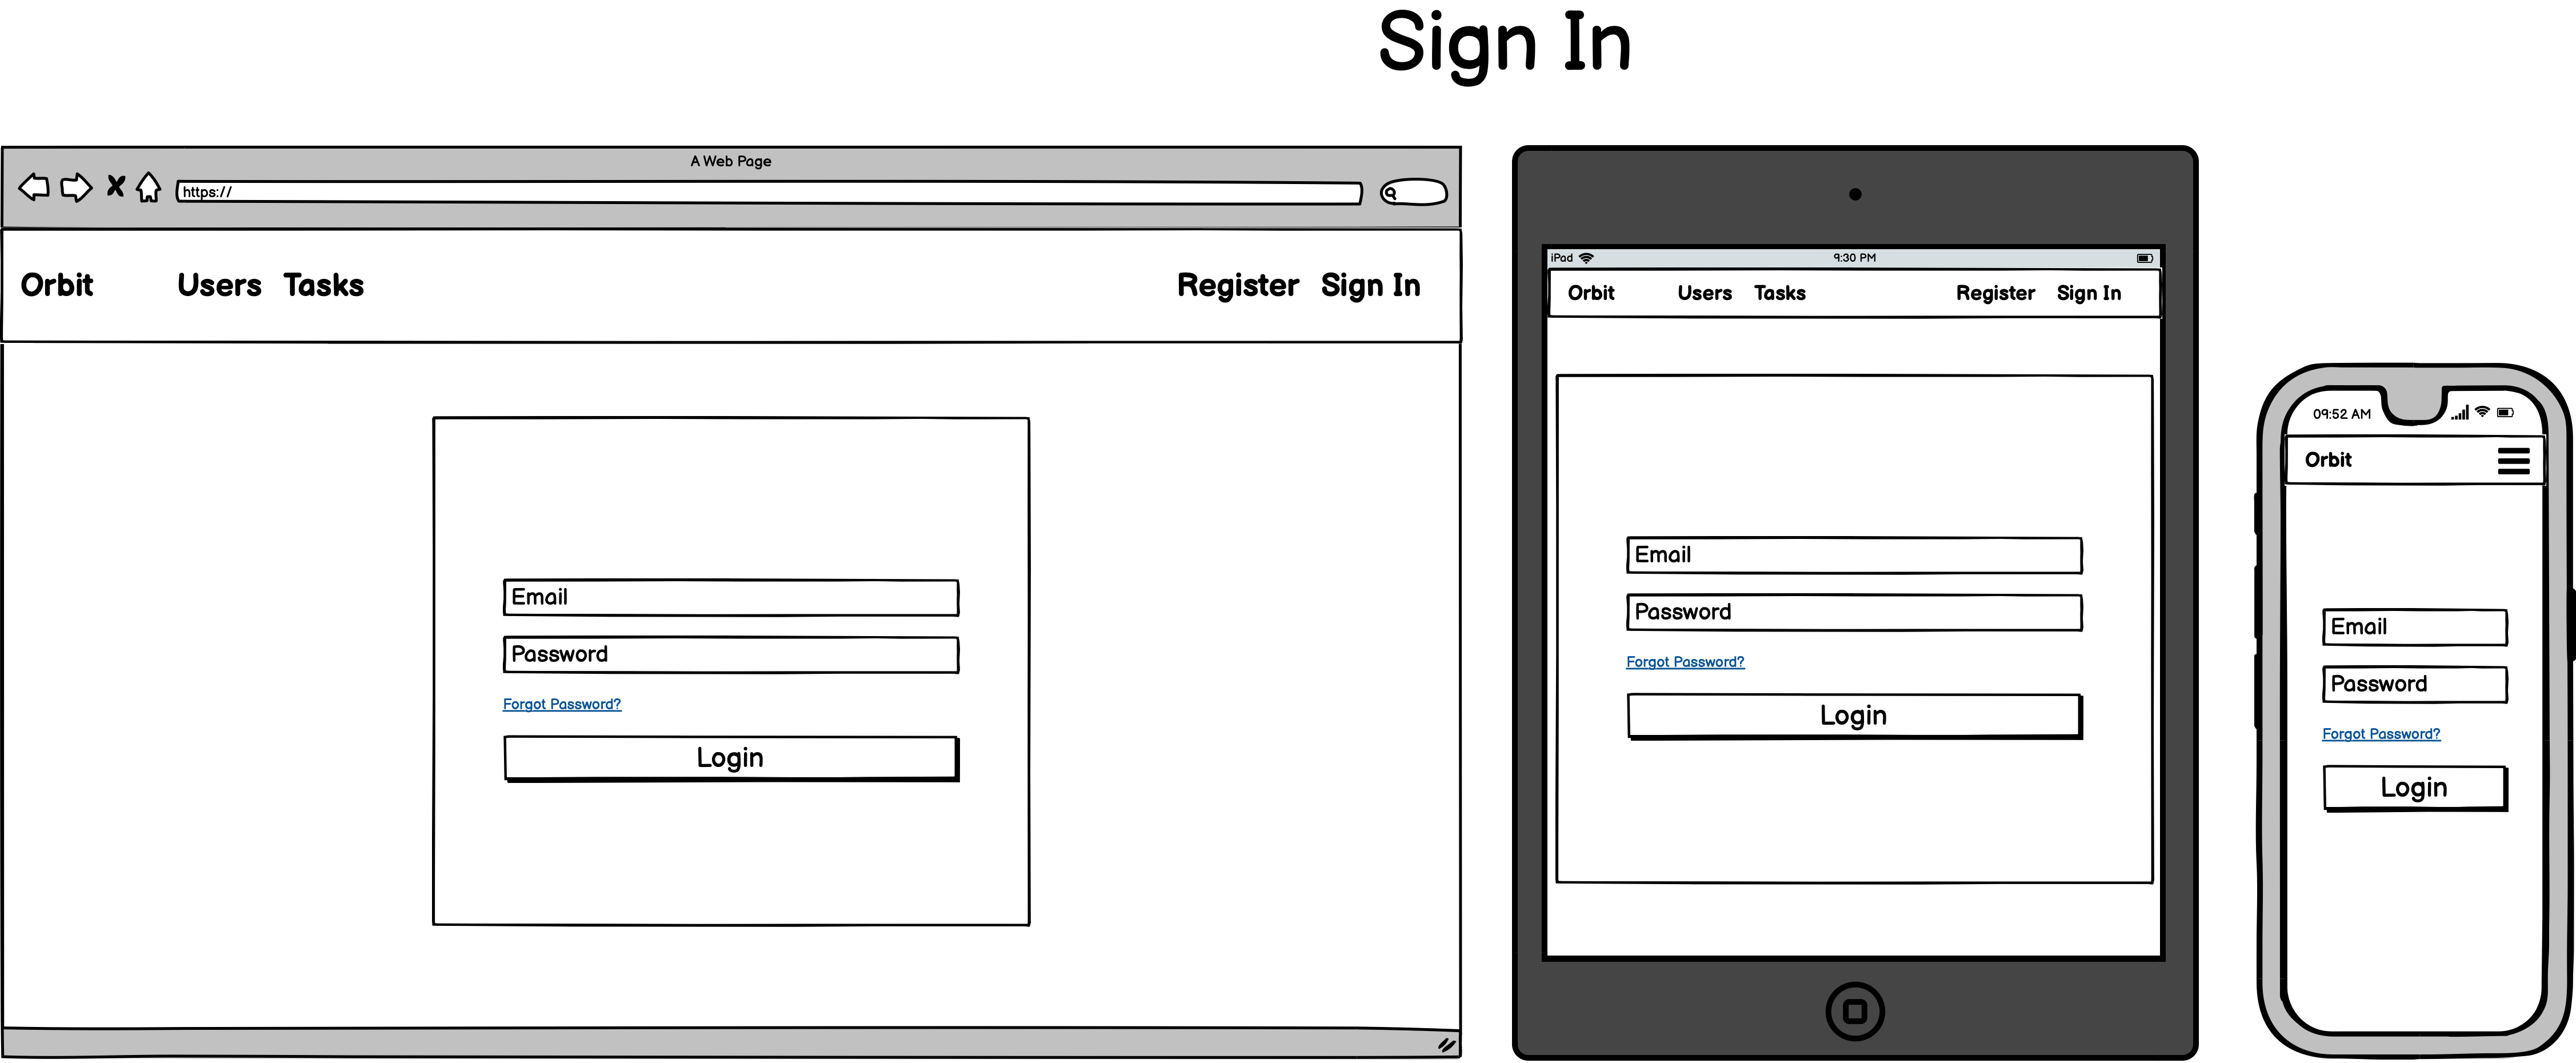 Sign In
A Web Page
https://
Orbit Users Tasks Register Sign In
Email
Password
Forgot Password?
Login
iPad 9:30 PM
Orbit Users Tasks Register Sign In
Email
Password
Forgot Password?
Login
09:52 AM
Orbit
Email
Password
Forgot Password?
Login